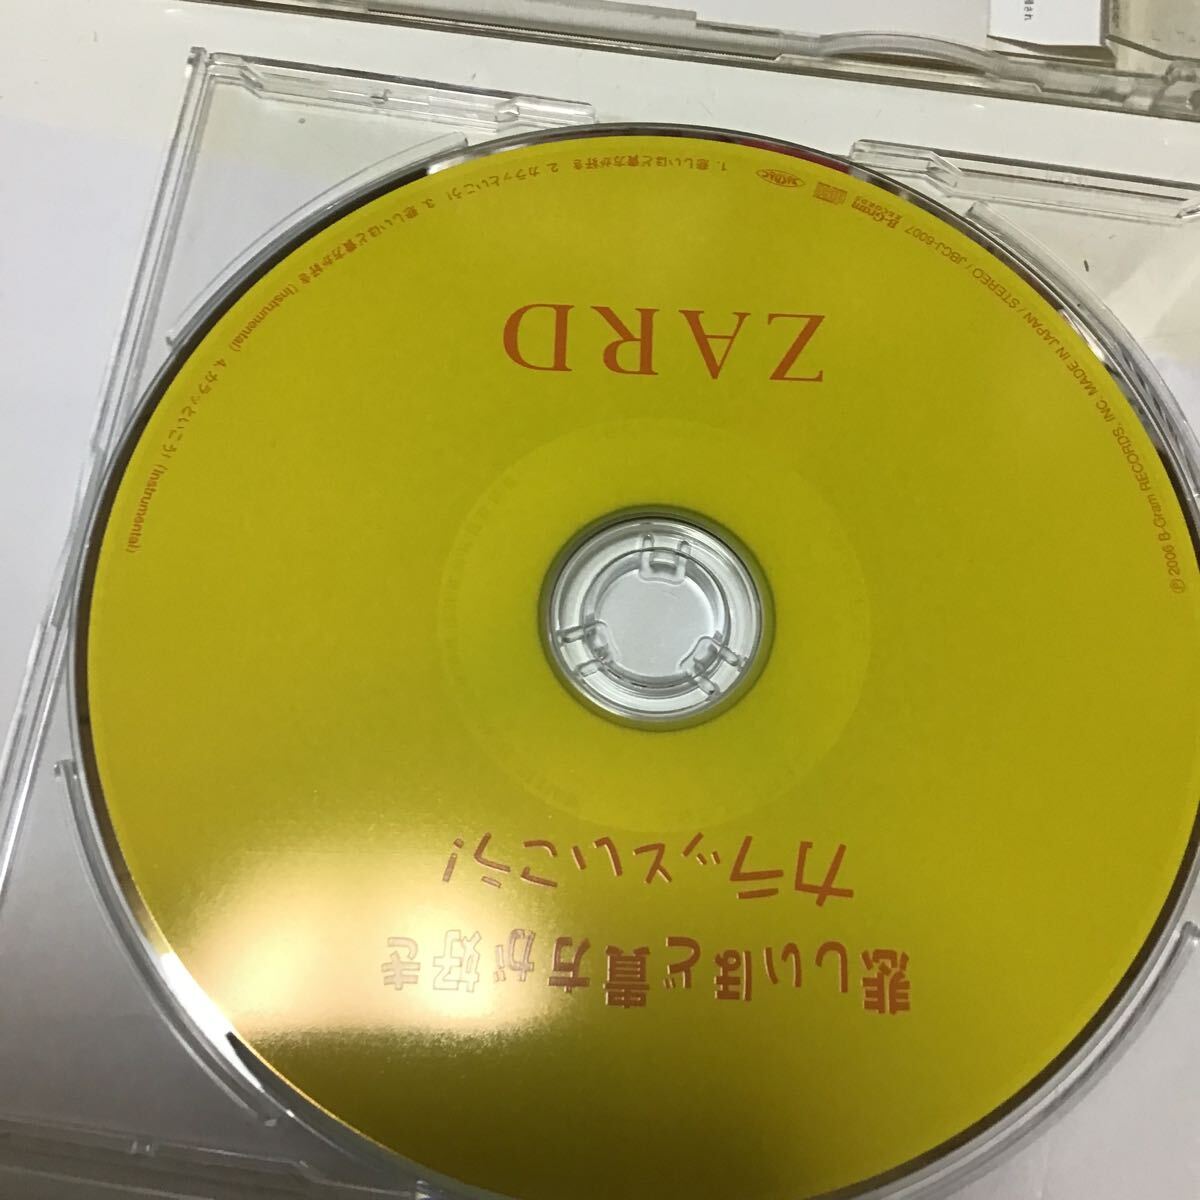 ZARD
悲しいほど貴方が好き
カラッといこう!
1. 悲しいほど貴方が好き 2. カラッといこう! 3. 悲しいほど貴方が好き (Instrumental) 4. カラッといこう! (Instrumental)
B-Gram
RECORDS
℗ 2006 B-Gram RECORDS, INC. MADE IN JAPAN / STEREO / JBCJ-6007